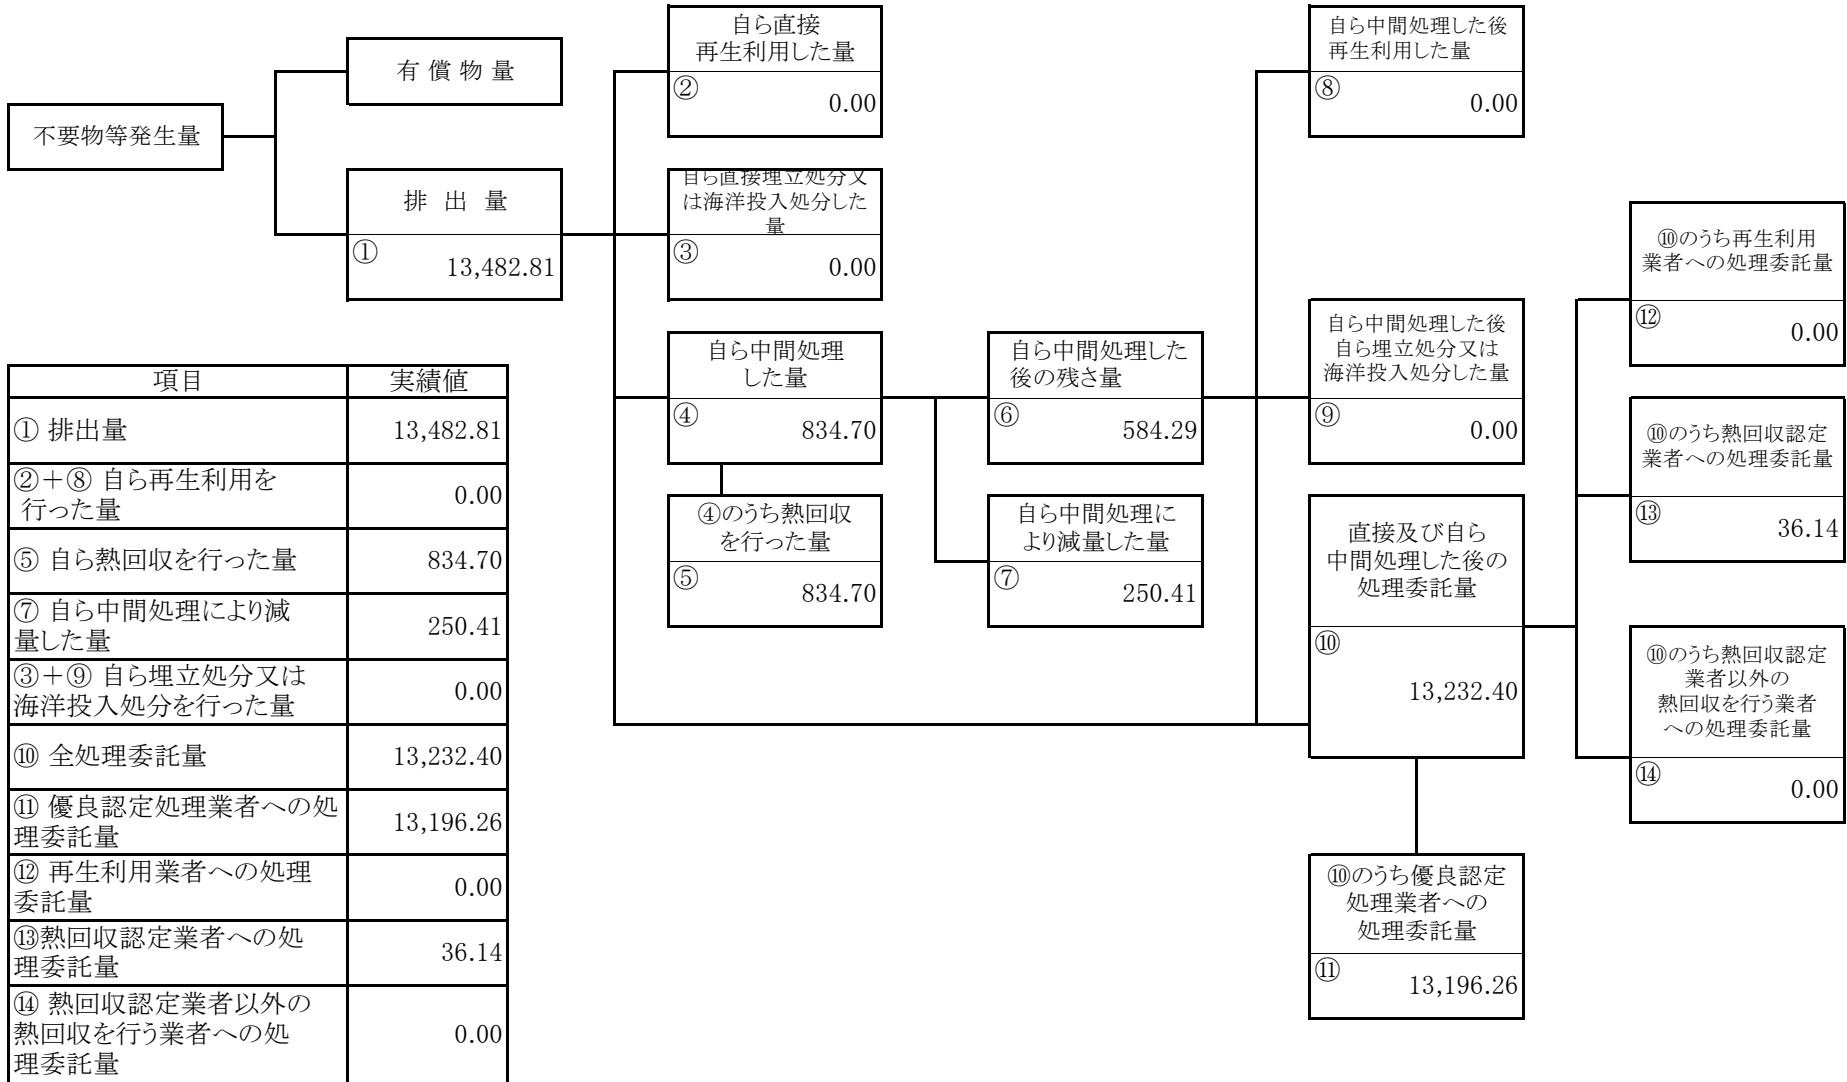 不要物等発生量
有 償 物 量
排 出 量
①
13,482.81
自ら直接
再生利用した量
②
0.00
自ら直接埋立処分又
は海洋投入処分した
量
③
0.00
自ら中間処理
した量
④
834.70
④のうち熱回収
を行った量
⑤
834.70
自ら中間処理した
後の残さ量
⑥
584.29
自ら中間処理に
より減量した量
⑦
250.41
自ら中間処理した後
再生利用した量
⑧
0.00
自ら中間処理した後
自ら埋立処分又は
海洋投入処分した量
⑨
0.00
直接及び自ら
中間処理した後の
処理委託量
⑩
13,232.40
⑩のうち優良認定
処理業者への
処理委託量
⑪
13,196.26
⑩のうち再生利用
業者への処理委託量
⑫
0.00
⑩のうち熱回収認定
業者への処理委託量
⑬
36.14
⑩のうち熱回収認定
業者以外の
熱回収を行う業者
への処理委託量
⑭
0.00
項目 実績値
① 排出量 13,482.81
②＋⑧ 自ら再生利用を
行った量 0.00
⑤ 自ら熱回収を行った量 834.70
⑦ 自ら中間処理により減
量した量 250.41
③＋⑨ 自ら埋立処分又は
海洋投入処分を行った量 0.00
⑩ 全処理委託量 13,232.40
⑪ 優良認定処理業者への処
理委託量 13,196.26
⑫ 再生利用業者への処理
委託量 0.00
⑬熱回収認定業者への処
理委託量 36.14
⑭ 熱回収認定業者以外の
熱回収を行う業者への処
理委託量 0.00